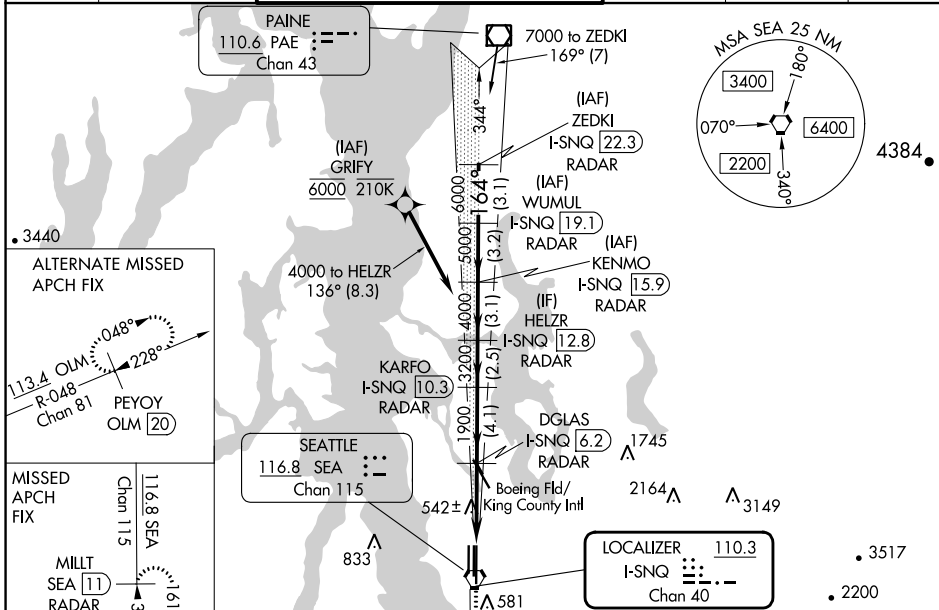 PAINE
110.6 PAE
Chan 43
7000 to ZEDKI
169° (7)
MSA SEA 25 NM
3400
180°
070°
6400
2200
340°
4384
344°
(IAF)
ZEDKI
I-SNQ 22.3
RADAR
(IAF)
GRIFY
6000 210K
6000
164°
(3.1)
(IAF)
WUMUL
I-SNQ 19.1
RADAR
3440
4000 to HELZR
136° (8.3)
5000
(3.2)
(IAF)
KENMO
I-SNQ 15.9
RADAR
ALTERNATE MISSED
APCH FIX
048°
228°
113.4 OLM
R-048
Chan 81
PEYOY
OLM 20
4000
(3.1)
(IF)
HELZR
I-SNQ 12.8
RADAR
3200
(2.5)
KARFO
I-SNQ 10.3
RADAR
1900
(4.1)
DGLAS
I-SNQ 6.2
RADAR
1745
SEATTLE
116.8 SEA
Chan 115
Boeing Fld/
King County Intl
542±
2164
3149
MISSED
APCH
FIX
116.8 SEA
Chan 115
MILLT
SEA 11
RADAR
161
833
581
LOCALIZER 110.3
I-SNQ
Chan 40
3517
2200